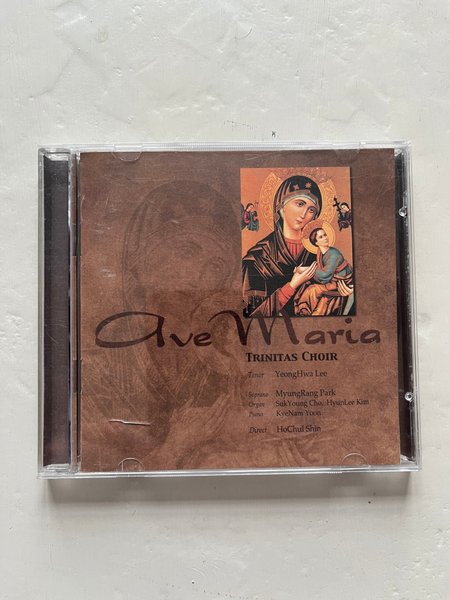 Ave Maria
TRINITAS CHOIR
Tenor YeongHwa Lee
Soprano MyungRang Park
Organ SukYoung Cho, HyunLee Kim
Piano KyeNam Yoon
Direct HoChul Shin